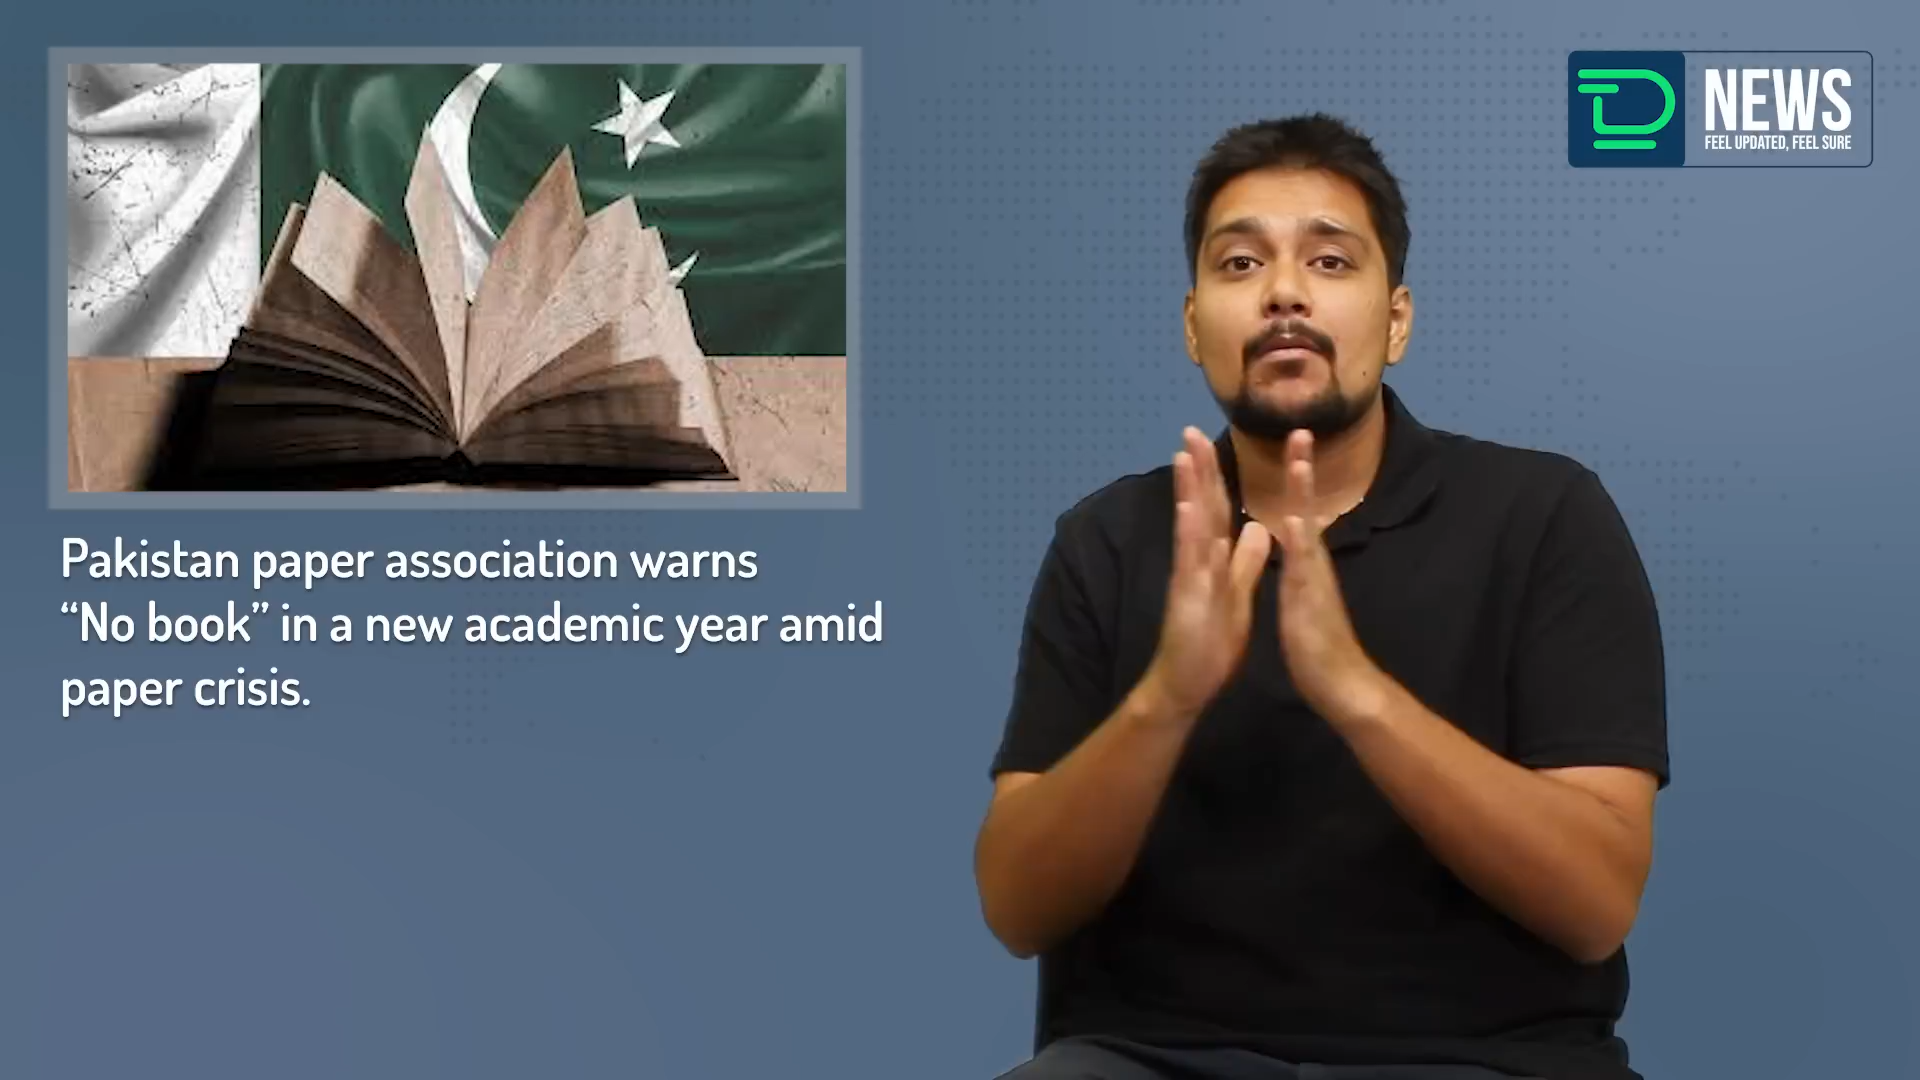 NEWS
FEEL UPDATED, FEEL SURE
Pakistan paper association warns
“No book” in a new academic year amid
paper crisis.